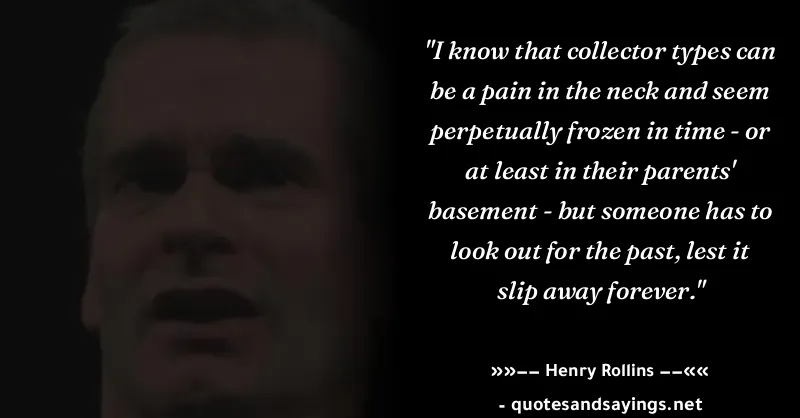 "I know that collector types can
be a pain in the neck and seem
perpetually frozen in time - or
at least in their parents'
basement - but someone has to
look out for the past, lest it
slip away forever."
»»−− Henry Rollins −−««
- quotesandsayings.net